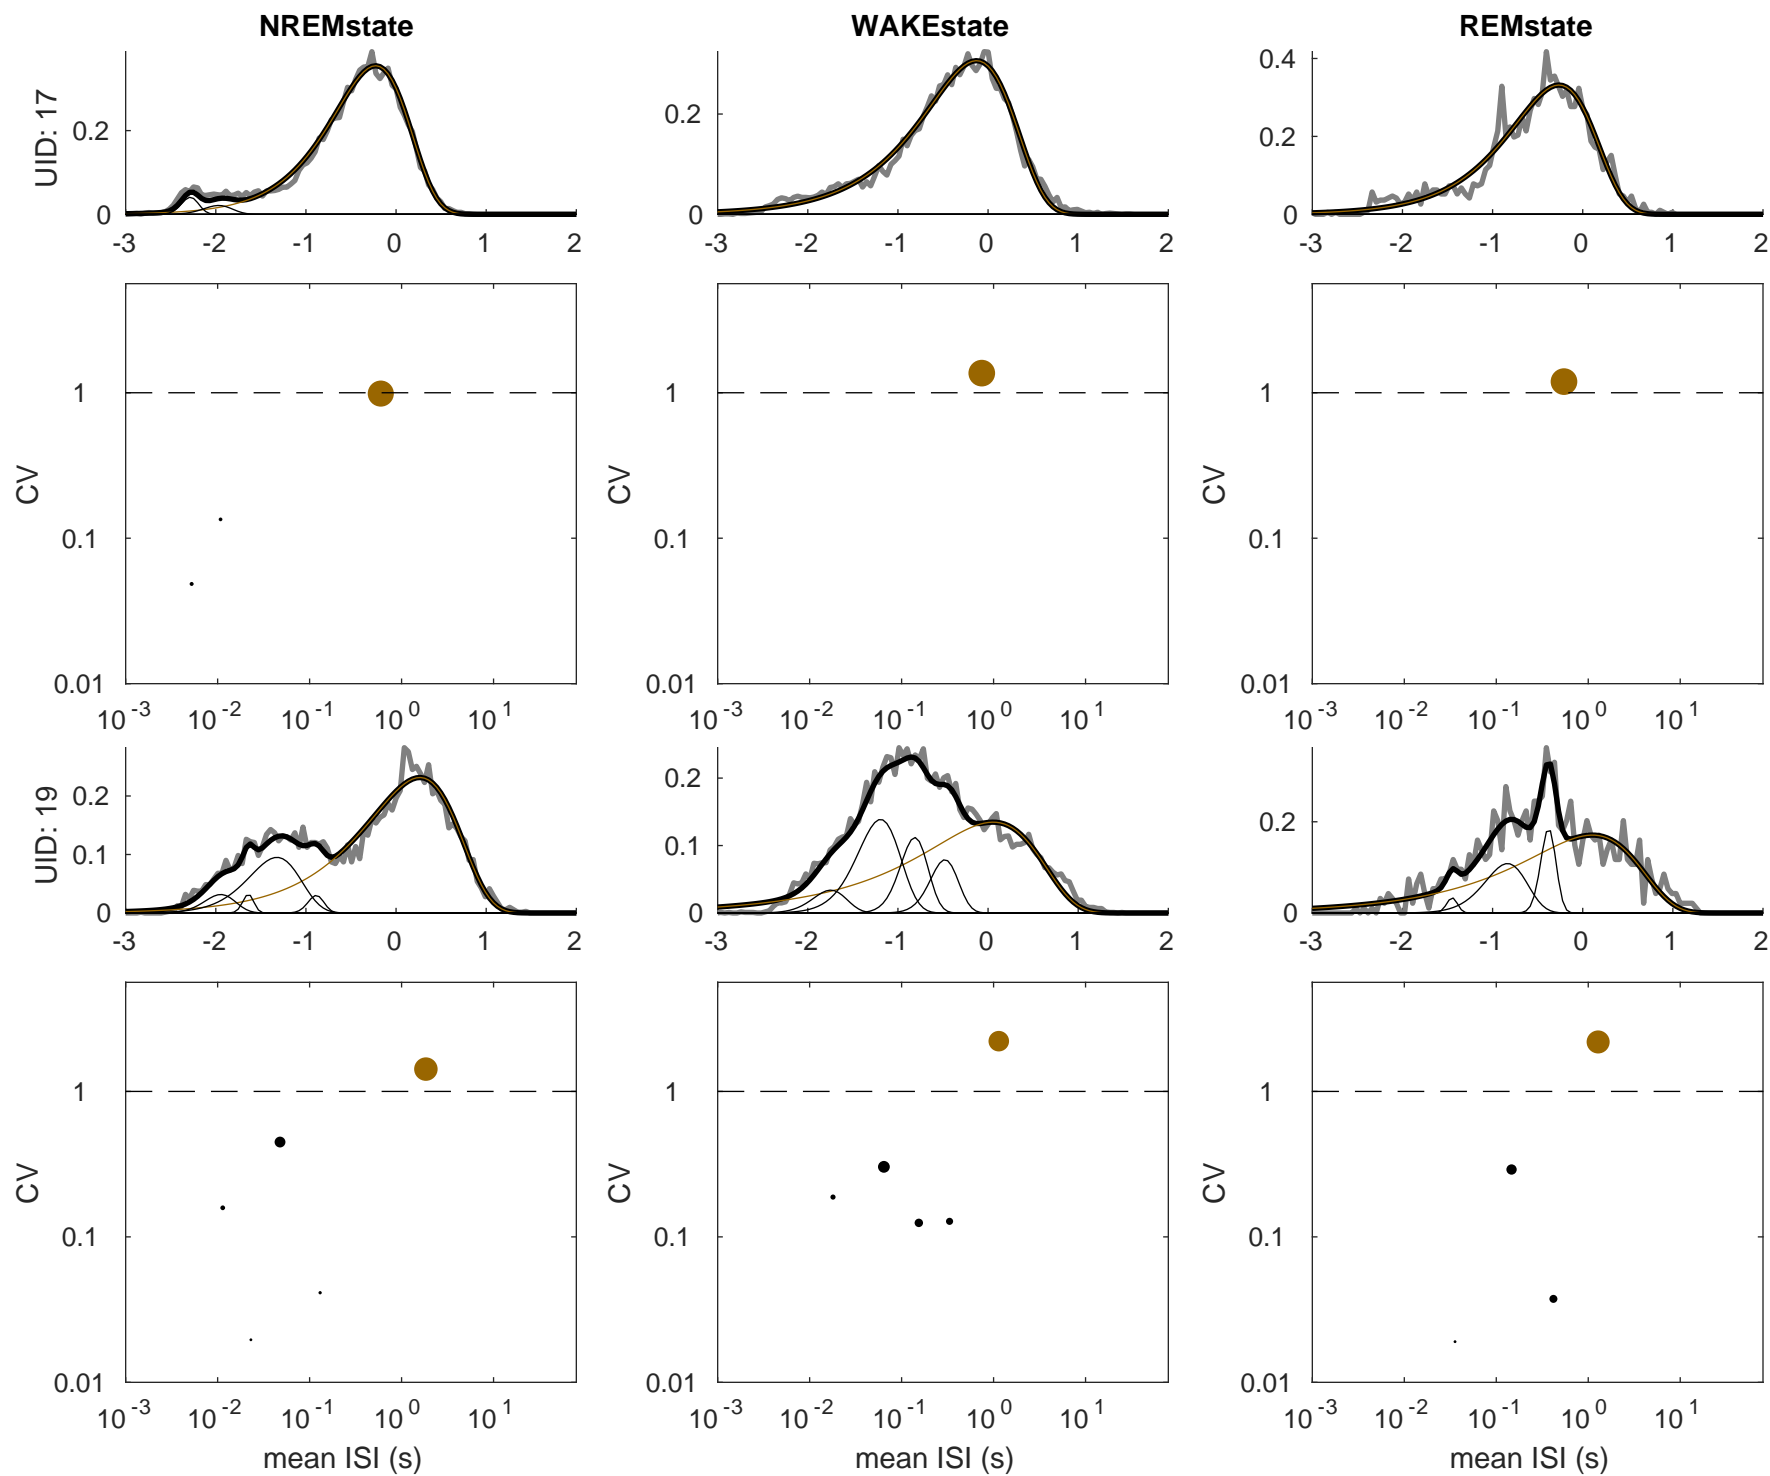 NREMstate WAKEstate REMstate
UID: 17
0.2 0 0.2 0 0.4 0.2 0
-3 -2 -1 0 1 2 -3 -2 -1 0 1 2 -3 -2 -1 0 1 2
CV 1 0.1 0.01 CV 1 0.1 0.01 CV 1 0.1 0.01
10^-3 10^-2 10^-1 10^0 10^1 10^-3 10^-2 10^-1 10^0 10^1 10^-3 10^-2 10^-1 10^0 10^1
UID: 19
0.2 0.1 0 0.2 0.1 0 0.2 0
-3 -2 -1 0 1 2 -3 -2 -1 0 1 2 -3 -2 -1 0 1 2
CV 1 0.1 0.01 CV 1 0.1 0.01 CV 1 0.1 0.01
10^-3 10^-2 10^-1 10^0 10^1 10^-3 10^-2 10^-1 10^0 10^1 10^-3 10^-2 10^-1 10^0 10^1
mean ISI (s) mean ISI (s) mean ISI (s)